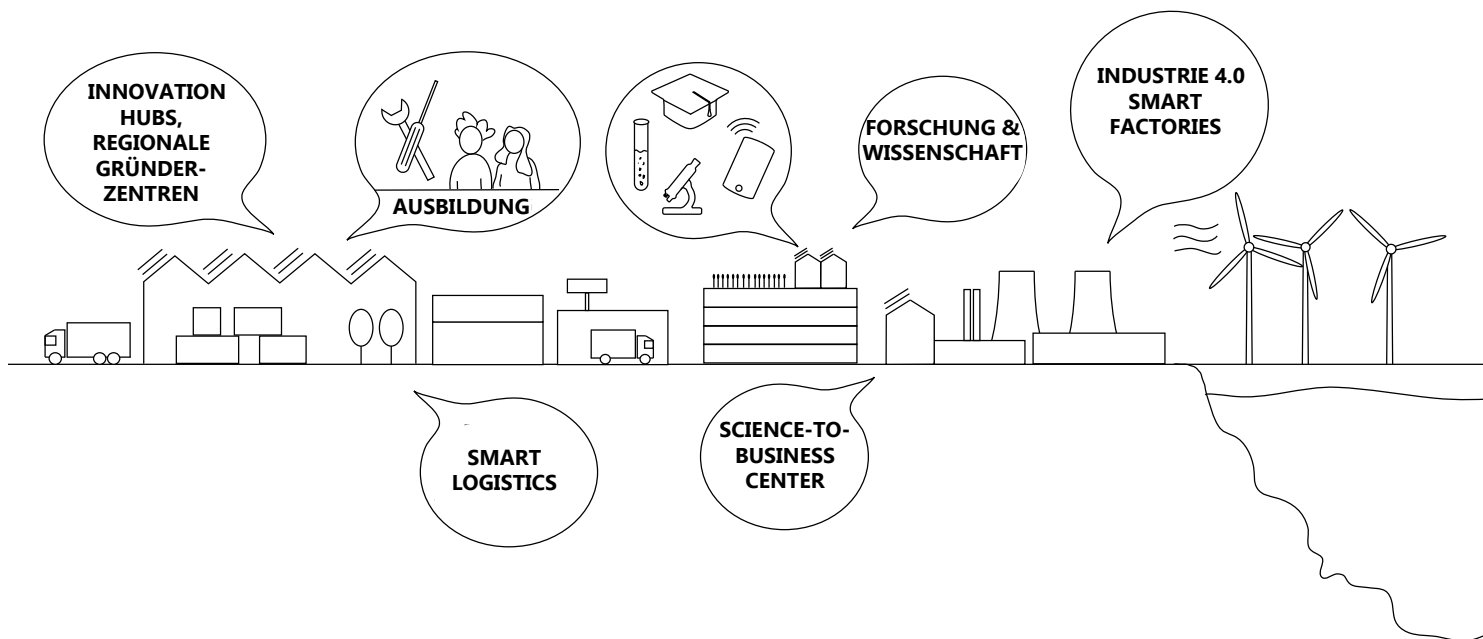 INNOVATION
HUBS,
REGIONALE
GRÜNDER-
ZENTREN
AUSBILDUNG
FORSCHUNG &
WISSENSCHAFT
INDUSTRIE 4.0
SMART
FACTORIES
SMART
LOGISTICS
SCIENCE-TO-
BUSINESS
CENTER